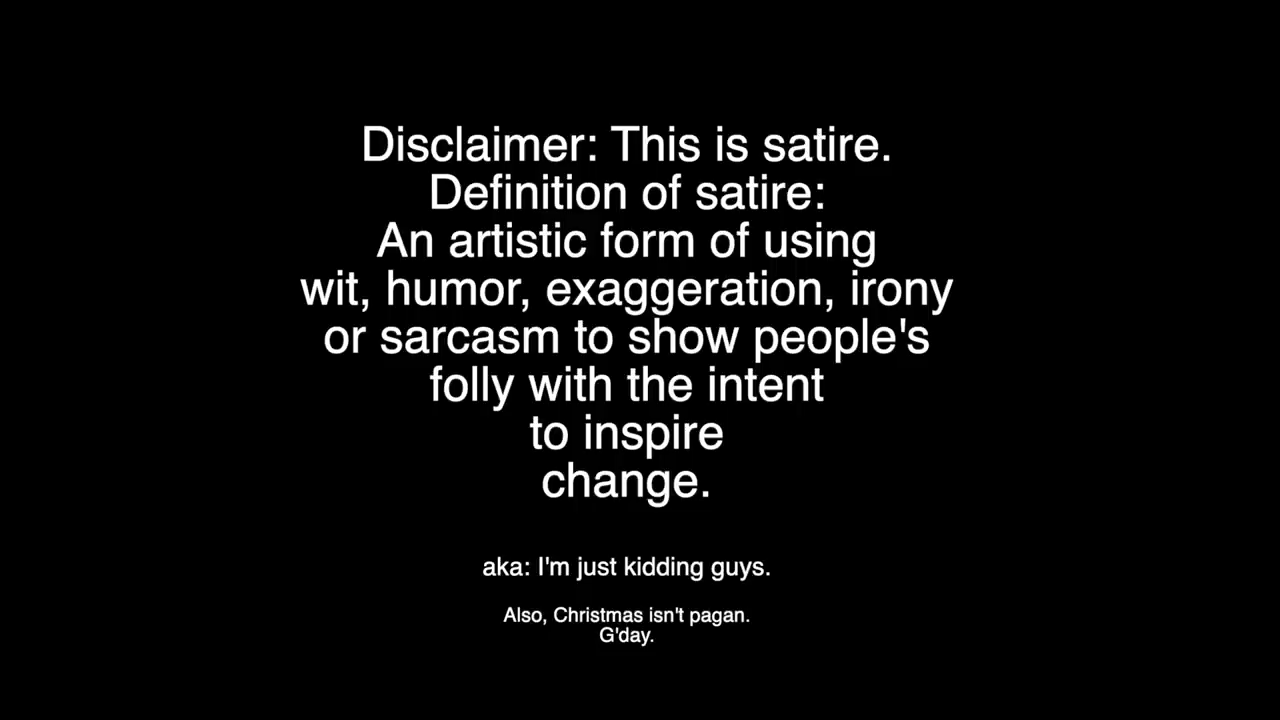 Disclaimer: This is satire.
Definition of satire:
An artistic form of using
wit, humor, exaggeration, irony
or sarcasm to show people's
folly with the intent
to inspire
change.
aka: I'm just kidding guys.
Also, Christmas isn't pagan.
G'day.